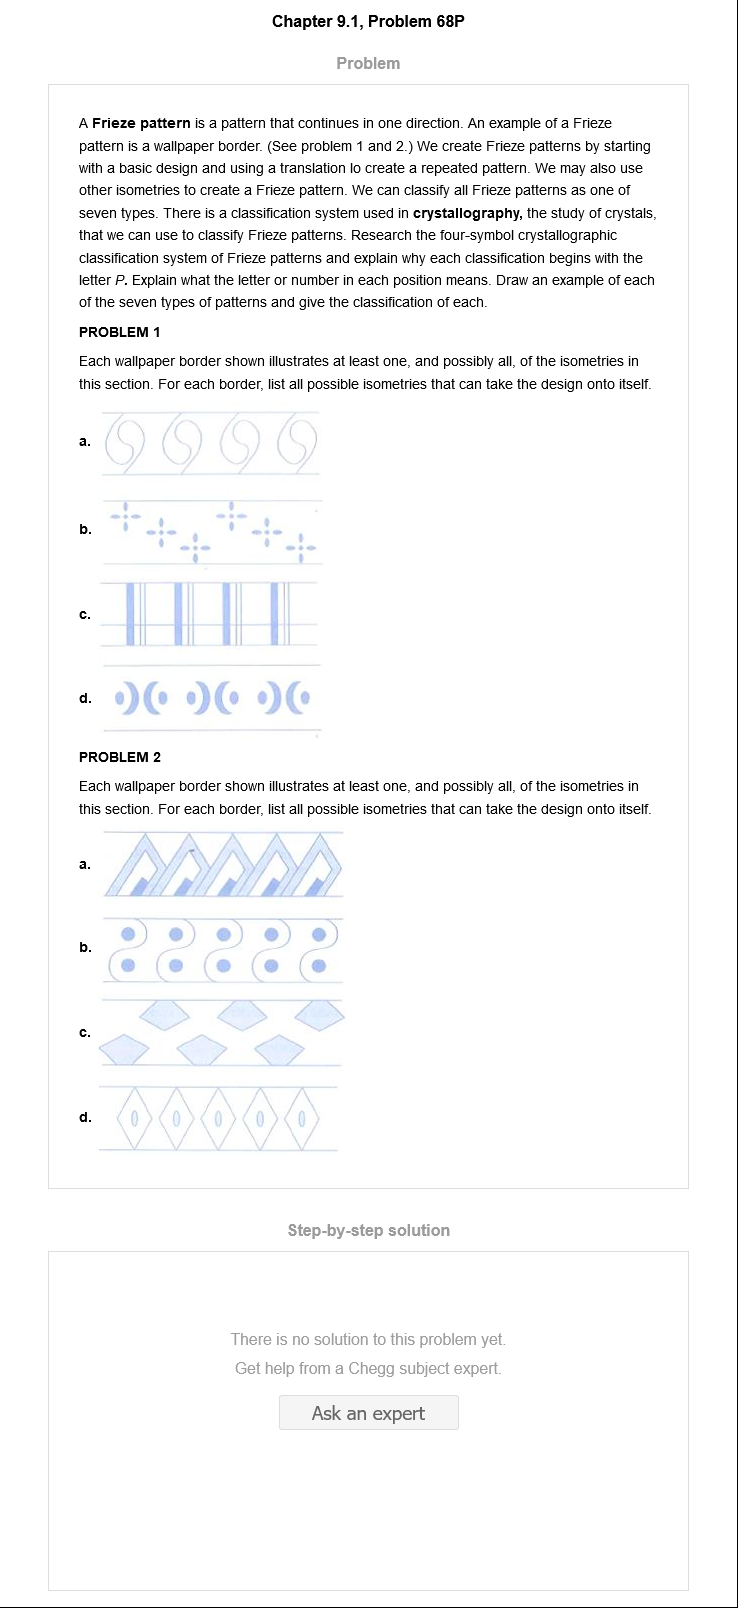 Chapter 9.1, Problem 68P
Problem
A Frieze pattern is a pattern that continues in one direction. An example of a Frieze
pattern is a wallpaper border. (See problem 1 and 2.) We create Frieze patterns by starting
with a basic design and using a translation lo create a repeated pattern. We may also use
other isometries to create a Frieze pattern. We can classify all Frieze patterns as one of
seven types. There is a classification system used in crystallography, the study of crystals,
that we can use to classify Frieze patterns. Research the four-symbol crystallographic
classification system of Frieze patterns and explain why each classification begins with the
letter P. Explain what the letter or number in each position means. Draw an example of each
of the seven types of patterns and give the classification of each.
PROBLEM 1
Each wallpaper border shown illustrates at least one, and possibly all, of the isometries in
this section. For each border, list all possible isometries that can take the design onto itself.
a.
b.
c.
d.
PROBLEM 2
Each wallpaper border shown illustrates at least one, and possibly all, of the isometries in
this section. For each border, list all possible isometries that can take the design onto itself.
a.
b.
c.
d.
Step-by-step solution
There is no solution to this problem yet.
Get help from a Chegg subject expert.
Ask an expert